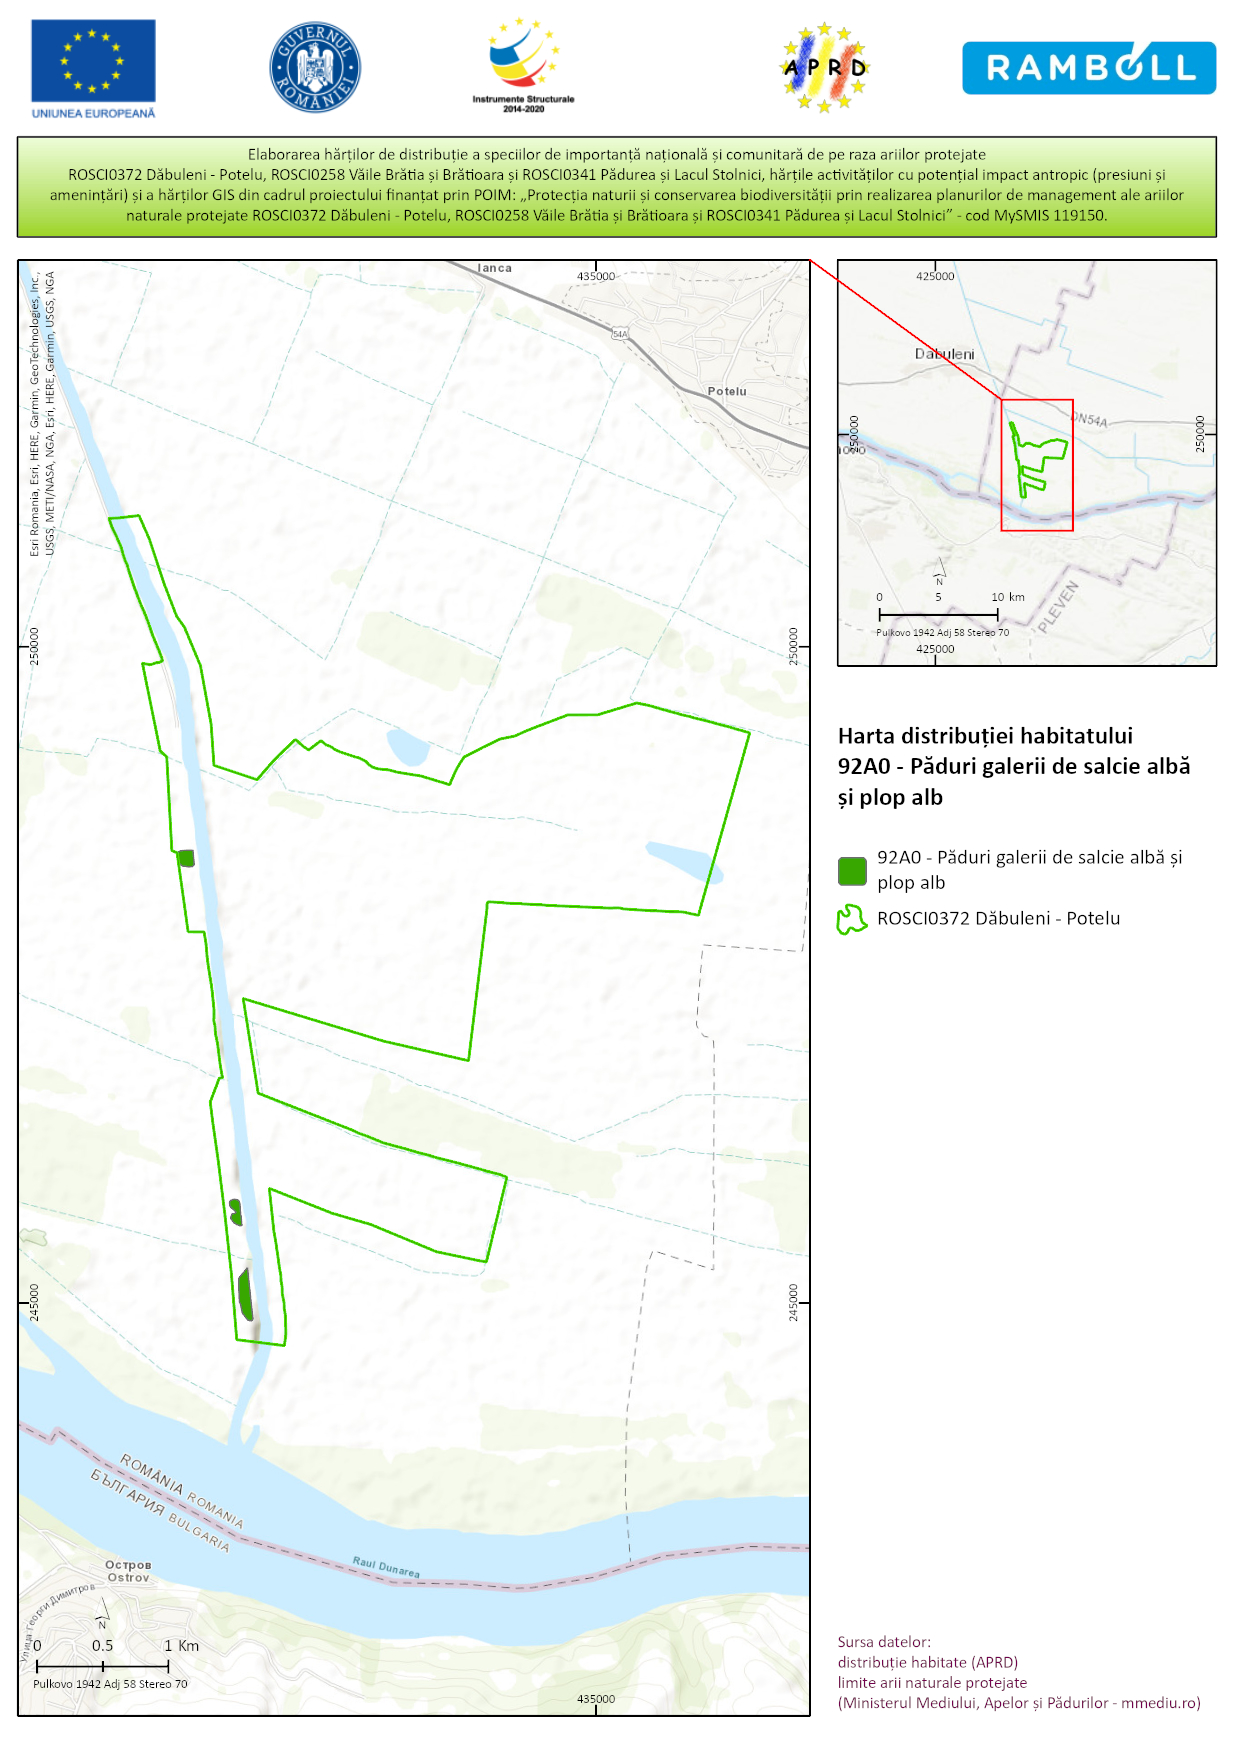 UNIUNEA EUROPEANĂ
GUVERNUL ROMÂNIEI
Instrumente Structurale
2014-2020
APRD
RAMBOLL
Elaborarea hărților de distribuție a speciilor de importanță națională și comunitară de pe raza ariilor protejate
ROSCI0372 Dăbuleni - Potelu, ROSCI0258 Văile Brătia și Brătioara și ROSCI0341 Pădurea și Lacul Stolnici, hărțile activităților cu potențial impact antropic (presiuni și
amenințări) și a hărților GIS din cadrul proiectului finanțat prin POIM: „Protecția naturii si conservarea biodiversității prin realizarea planurilor de management ale ariilor
naturale protejate ROSCI0372 Dăbuleni - Potelu, ROSCI0258 Văile Brătia și Brătioara și ROSCI0341 Pădurea și Lacul Stolnici” - cod MySMIS 119150.
Esri Romania, Esri, HERE, Garmin, GeoTechnologies, Inc.,
USGS, METI/NASA, NGA, Esri, HERE, Garmin, USGS, NGA
Ianca
435000
54A
Potelu
250000
250000
245000
245000
ROMÂNIA ROMANIA
БЪЛГАРИЯ BULGARIA
Raul Dunarea
Остров
Ostrov
Улица Георги Димитров
N
0 0.5 1 Km
Pulkovo 1942 Adj 58 Stereo 70
435000
425000
Dabuleni
DN54A
250000
250000
PLEVEN
N
0 5 10 km
Pulkovo 1942 Adj 58 Stereo 70
425000
Harta distribuției habitatului
92A0 - Păduri galerii de salcie albă
și plop alb
92A0 - Păduri galerii de salcie albă și
plop alb
ROSCI0372 Dăbuleni - Potelu
Sursa datelor:
distribuție habitate (APRD)
limite arii naturale protejate
(Ministerul Mediului, Apelor și Pădurilor - mmediu.ro)